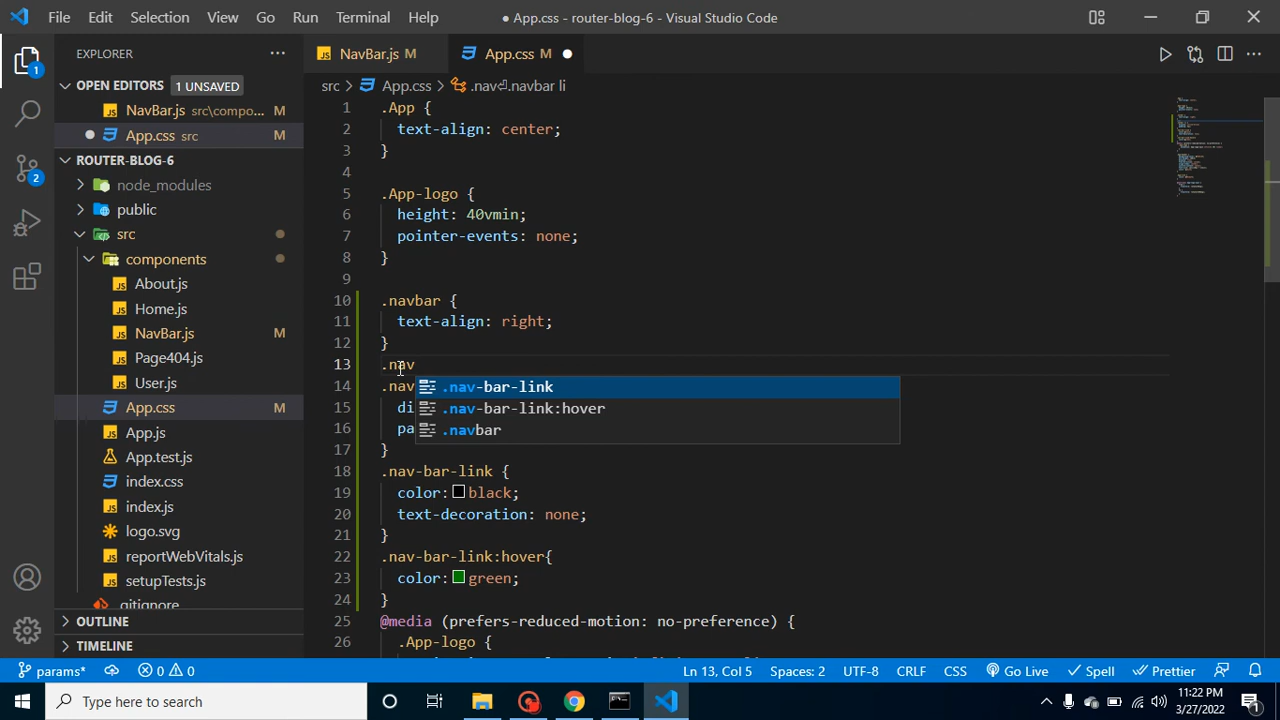 File Edit Selection View Go Run Terminal Help
● App.css - router-blog-6 - Visual Studio Code
EXPLORER
OPEN EDITORS 1 UNSAVED
NavBar.js src\compo... M
App.css src M
ROUTER-BLOG-6
node_modules
public
src
components
About.js
Home.js
NavBar.js M
Page404.js
User.js
App.css M
App.js
App.test.js
index.css
index.js
logo.svg
reportWebVitals.js
setupTests.js
.gitignore
OUTLINE
TIMELINE
1
2
NavBar.js M
App.css M
src > App.css > .nav⏎.navbar li
1 .App {
2 text-align: center;
3 }
4
5 .App-logo {
6 height: 40vmin;
7 pointer-events: none;
8 }
9
10 .navbar {
11 text-align: right;
12 }
13 .nav
14 .nav
15 di
16 pa
17 }
18 .nav-bar-link {
19 color: black;
20 text-decoration: none;
21 }
22 .nav-bar-link:hover{
23 color: green;
24 }
25 @media (prefers-reduced-motion: no-preference) {
26 .App-logo {
.nav-bar-link
.nav-bar-link:hover
.navbar
params* 0 0 Ln 13, Col 5 Spaces: 2 UTF-8 CRLF CSS Go Live Spell Prettier
Type here to search
11:22 PM
3/27/2022
1